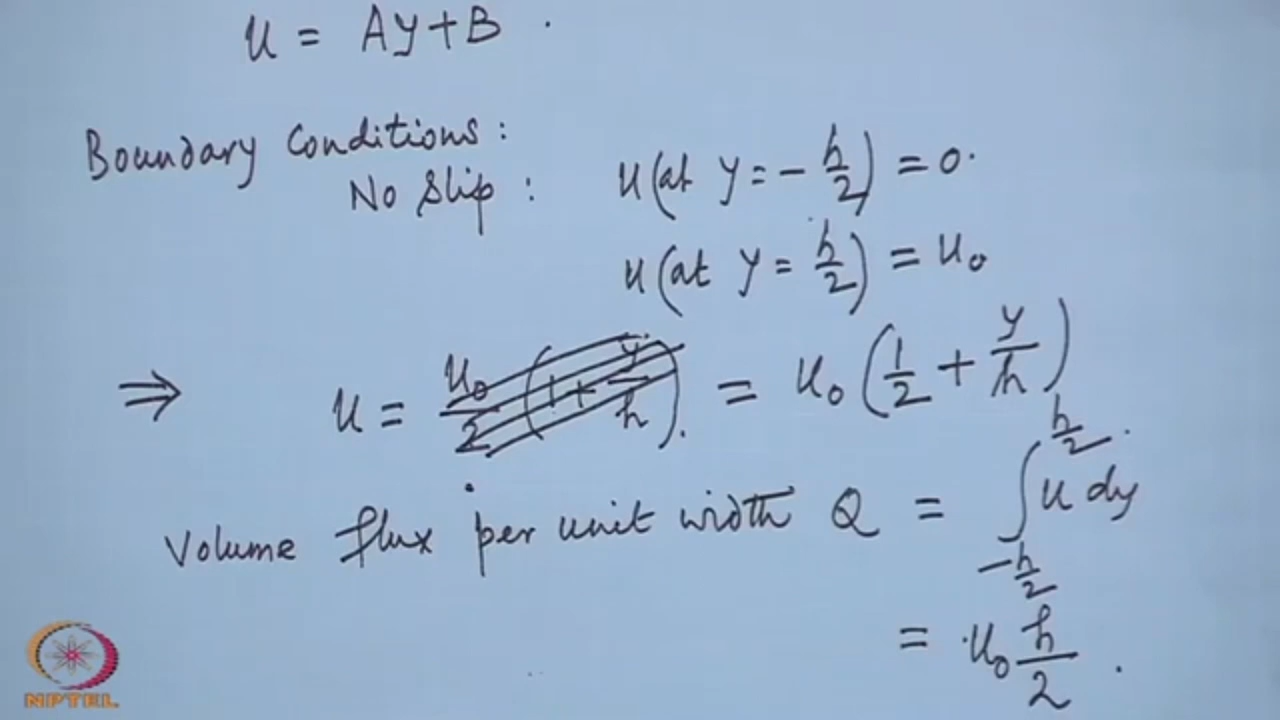 u = Ay + B .
Boundary Conditions :
No Slip : u (at y = - h/2) = 0.
u (at y = h/2) = u₀
⇒ u = u₀/2 (1 + y/h). = u₀ (1/2 + y/h)
Volume flux per unit width Q = ∫_{-h/2}^{h/2} u dy
= u₀ h/2 .
NPTEL